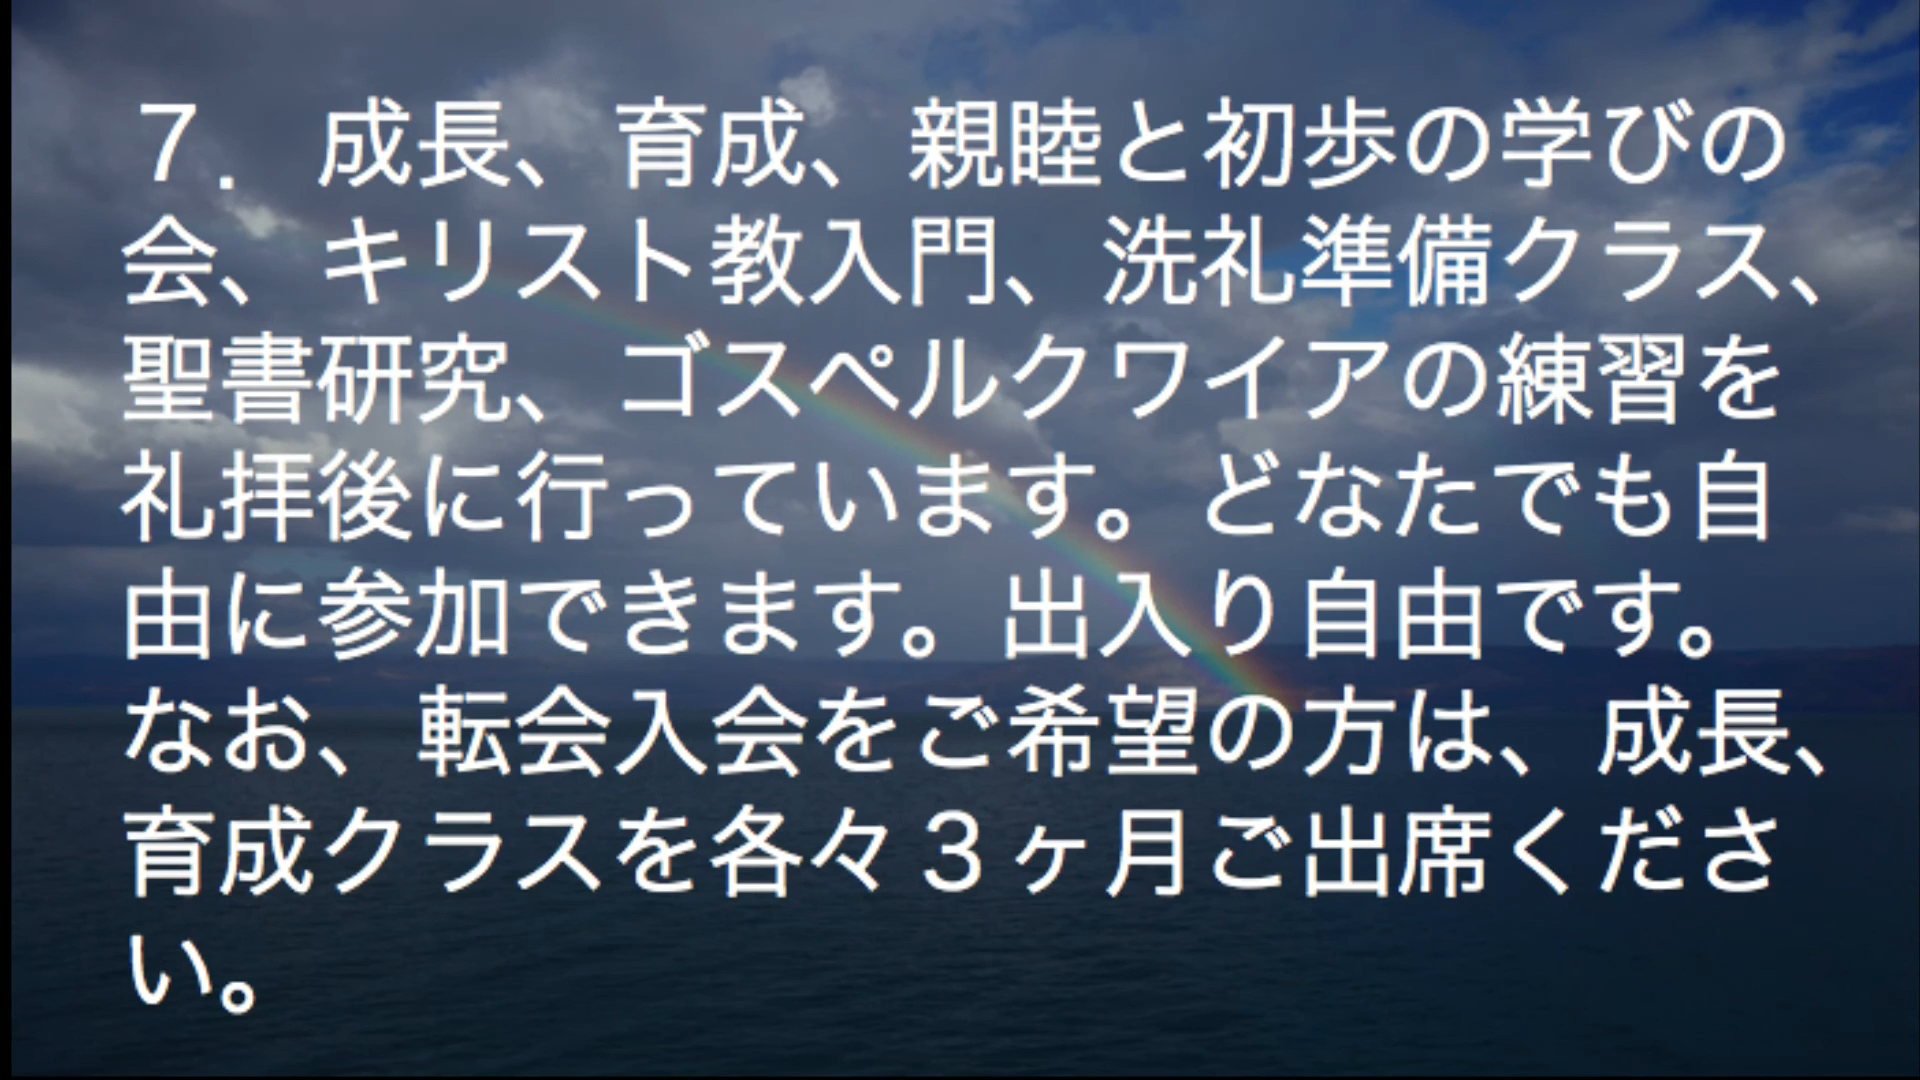 ７．成長、育成、親睦と初歩の学びの
会、キリスト教入門、洗礼準備クラス、
聖書研究、ゴスペルクワイアの練習を
礼拝後に行っています。どなたでも自
由に参加できます。出入り自由です。
なお、転会入会をご希望の方は、成長、
育成クラスを各々３ヶ月ご出席くださ
い。